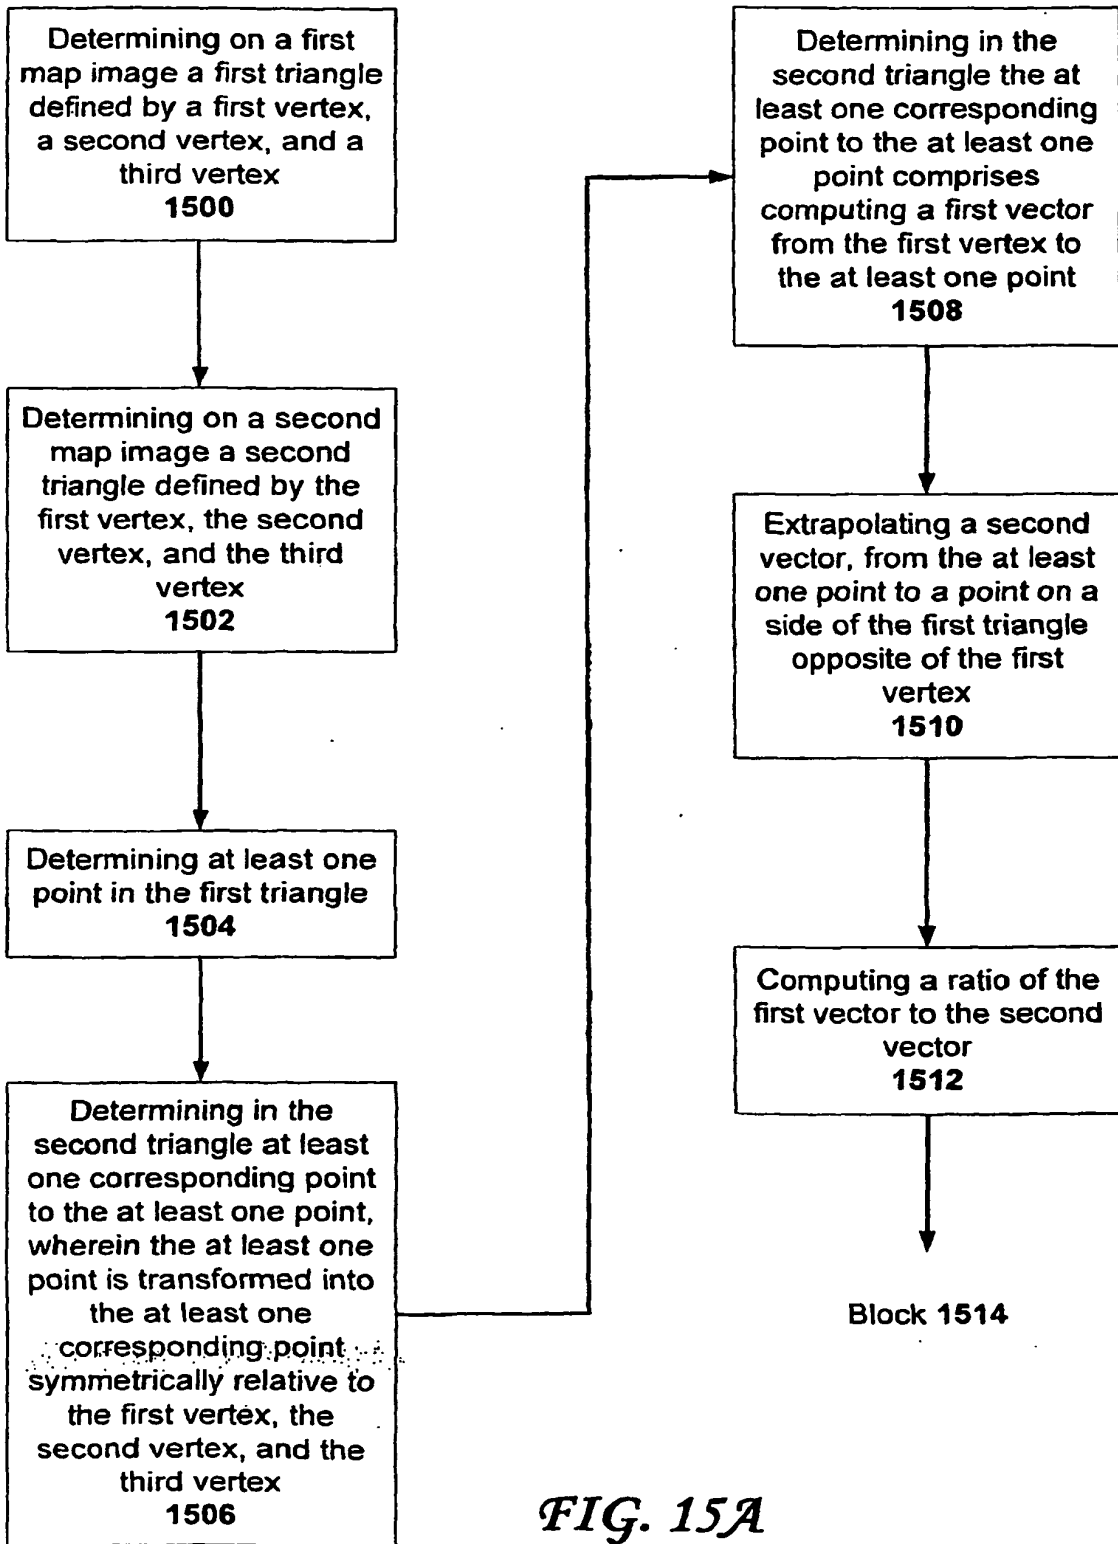 Determining on a first
map image a first triangle
defined by a first vertex,
a second vertex, and a
third vertex
1500
Determining on a second
map image a second
triangle defined by the
first vertex, the second
vertex, and the third
vertex
1502
Determining at least one
point in the first triangle
1504
Determining in the
second triangle at least
one corresponding point
to the at least one point,
wherein the at least one
point is transformed into
the at least one
corresponding point
symmetrically relative to
the first vertex, the
second vertex, and the
third vertex
1506
Determining in the
second triangle the at
least one corresponding
point to the at least one
point comprises
computing a first vector
from the first vertex to
the at least one point
1508
Extrapolating a second
vector, from the at least
one point to a point on a
side of the first triangle
opposite of the first
vertex
1510
Computing a ratio of the
first vector to the second
vector
1512
Block 1514
FIG. 15A